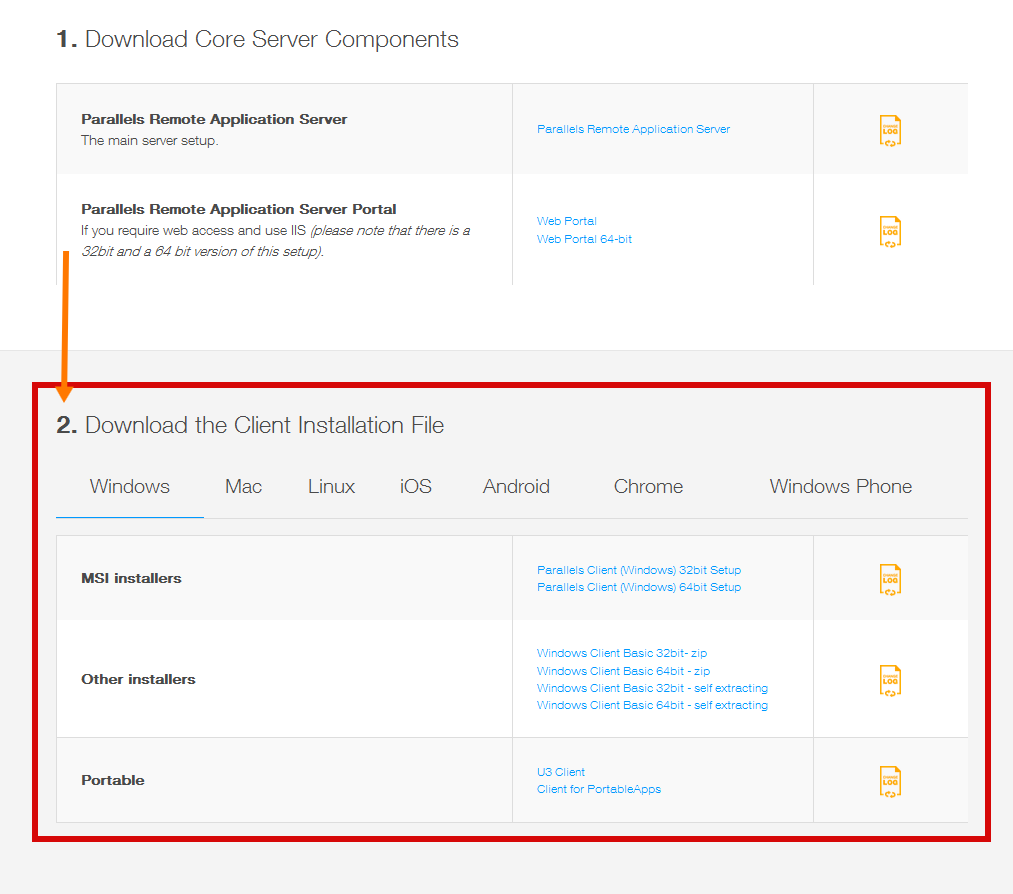 1. Download Core Server Components
Parallels Remote Application Server
The main server setup.
Parallels Remote Application Server
CHANGE
LOG
Parallels Remote Application Server Portal
If you require web access and use IIS (please note that there is a
32bit and a 64 bit version of this setup).
Web Portal
Web Portal 64-bit
CHANGE
LOG
2. Download the Client Installation File
Windows Mac Linux iOS Android Chrome Windows Phone
MSI installers
Parallels Client (Windows) 32bit Setup
Parallels Client (Windows) 64bit Setup
CHANGE
LOG
Other installers
Windows Client Basic 32bit- zip
Windows Client Basic 64bit - zip
Windows Client Basic 32bit - self extracting
Windows Client Basic 64bit - self extracting
CHANGE
LOG
Portable
U3 Client
Client for PortableApps
CHANGE
LOG